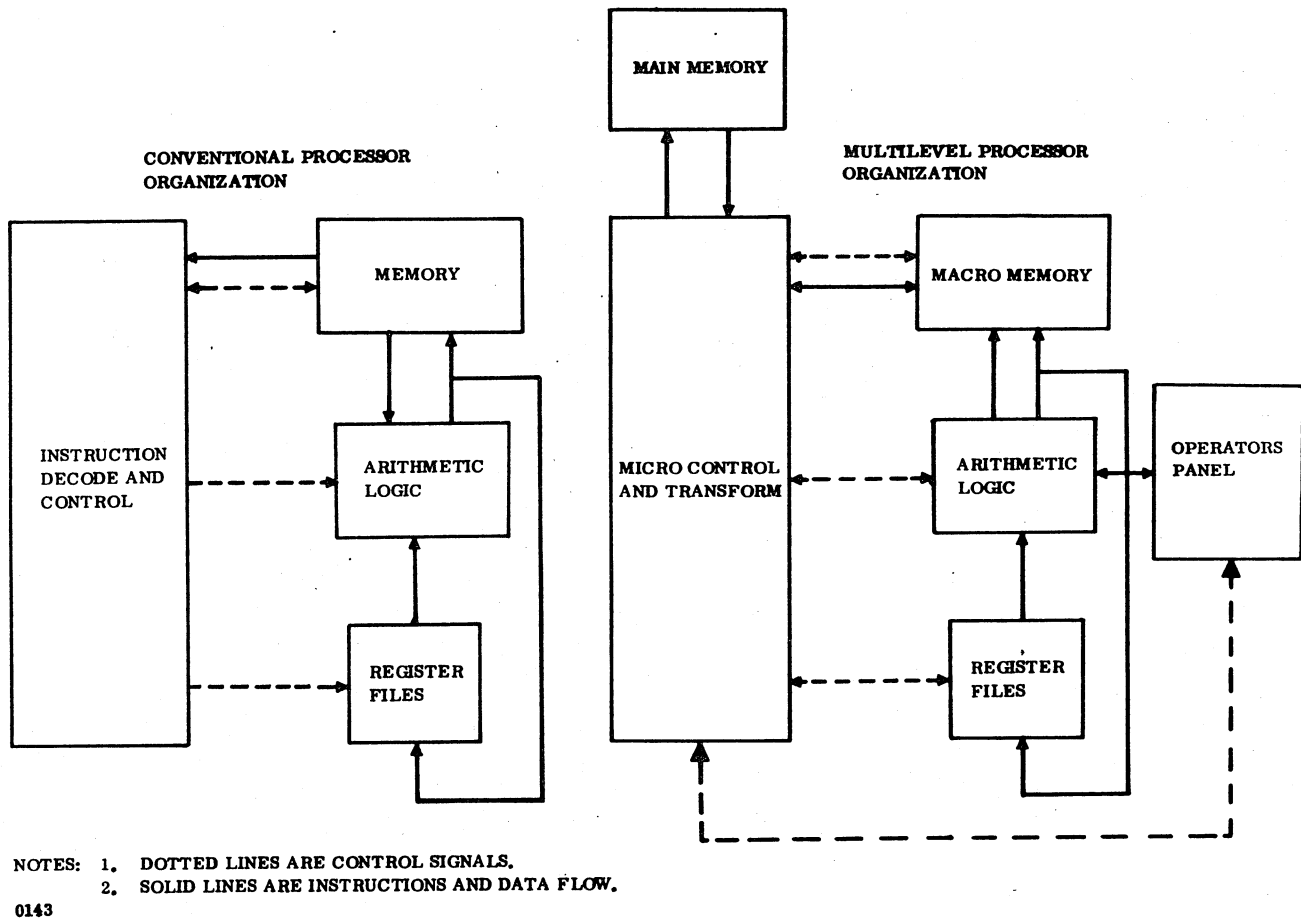 MAIN MEMORY
CONVENTIONAL PROCESSOR
ORGANIZATION
MULTILEVEL PROCESSOR
ORGANIZATION
MEMORY
MACRO MEMORY
INSTRUCTION
DECODE AND
CONTROL
ARITHMETIC
LOGIC
MICRO CONTROL
AND TRANSFORM
ARITHMETIC
LOGIC
OPERATORS
PANEL
REGISTER
FILES
REGISTER
FILES
NOTES: 1. DOTTED LINES ARE CONTROL SIGNALS.
2. SOLID LINES ARE INSTRUCTIONS AND DATA FLOW.
0143